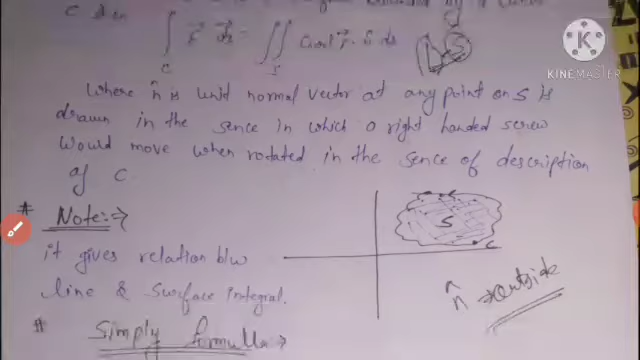 C then
∫ F⃗ ds⃗ = ∬ Curl F⃗ . n̂ ds
C S
S
KINEMASTER
Where n̂ is unit normal vector at any point on S is
drawn in the sence in which a right handed screw
would move when rotated in the sence of description
of C
# Note:→
S
C
it gives relation b/w
line & surface integral.
n̂ → outside
# Simply formula →